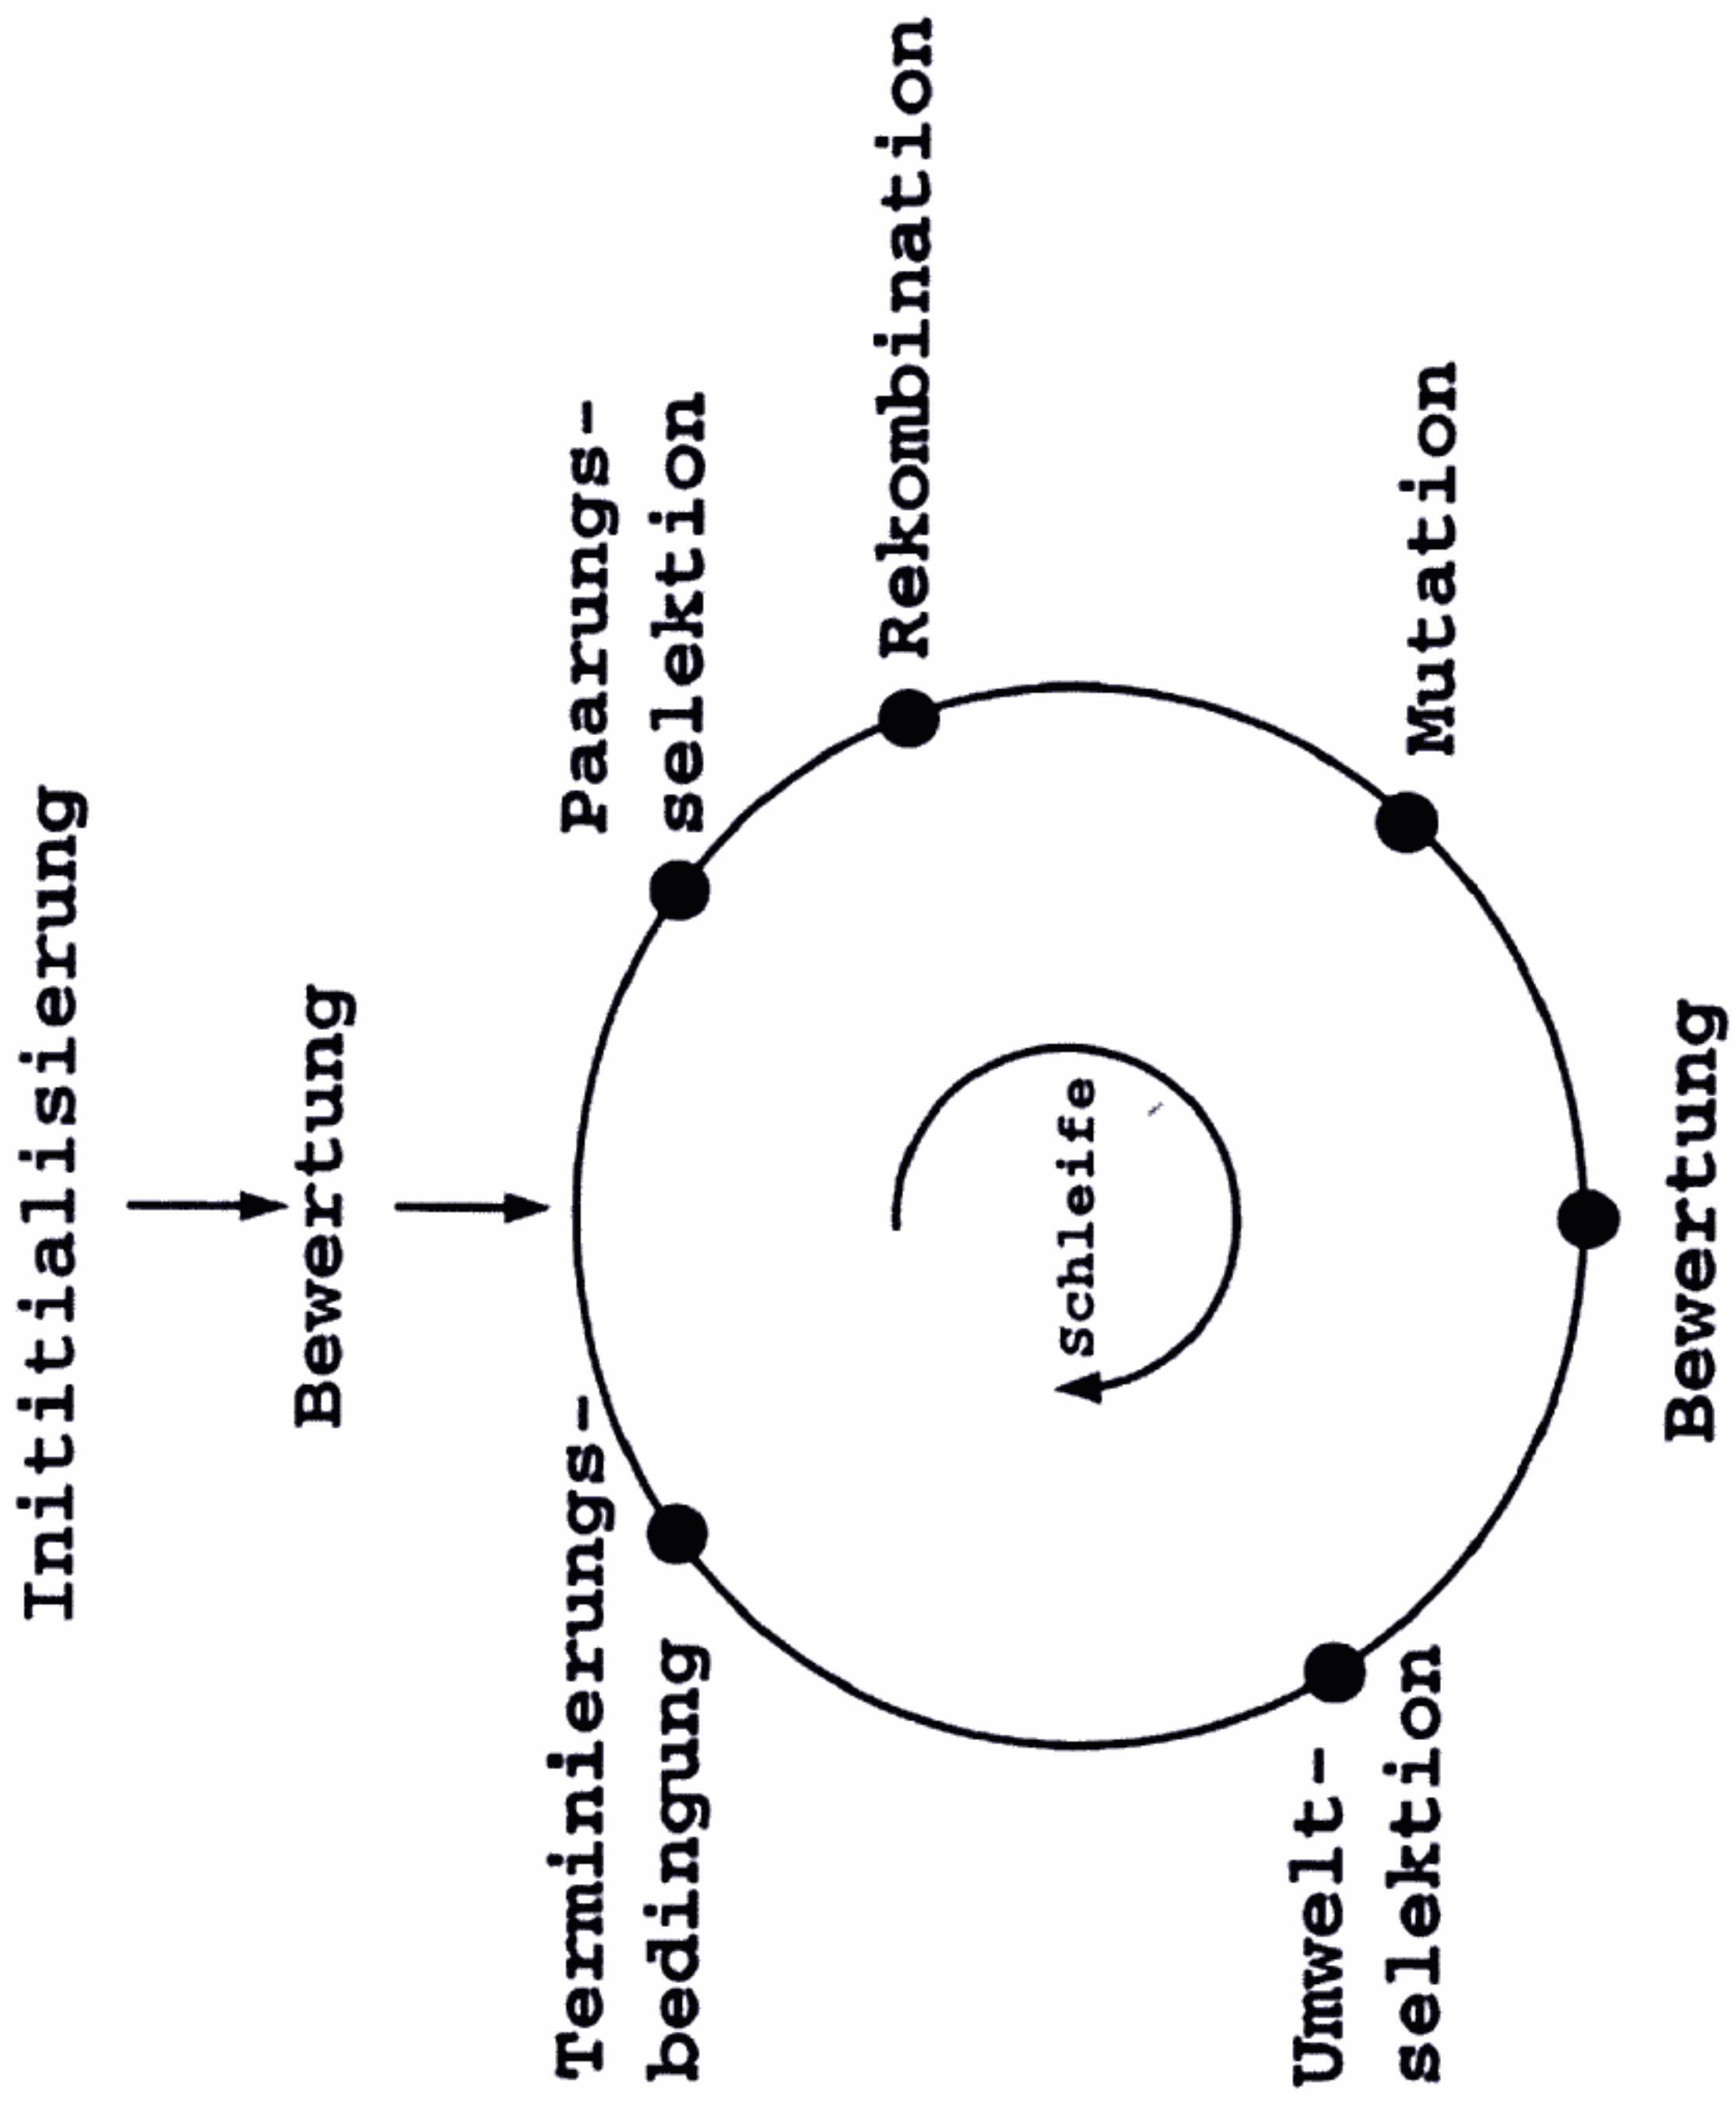 Inititialisierung
Bewertung
Terminierungs-
bedingung
Paarungs-
selektion
Rekombination
Schleife
Mutation
Umwelt-
selektion
Bewertung